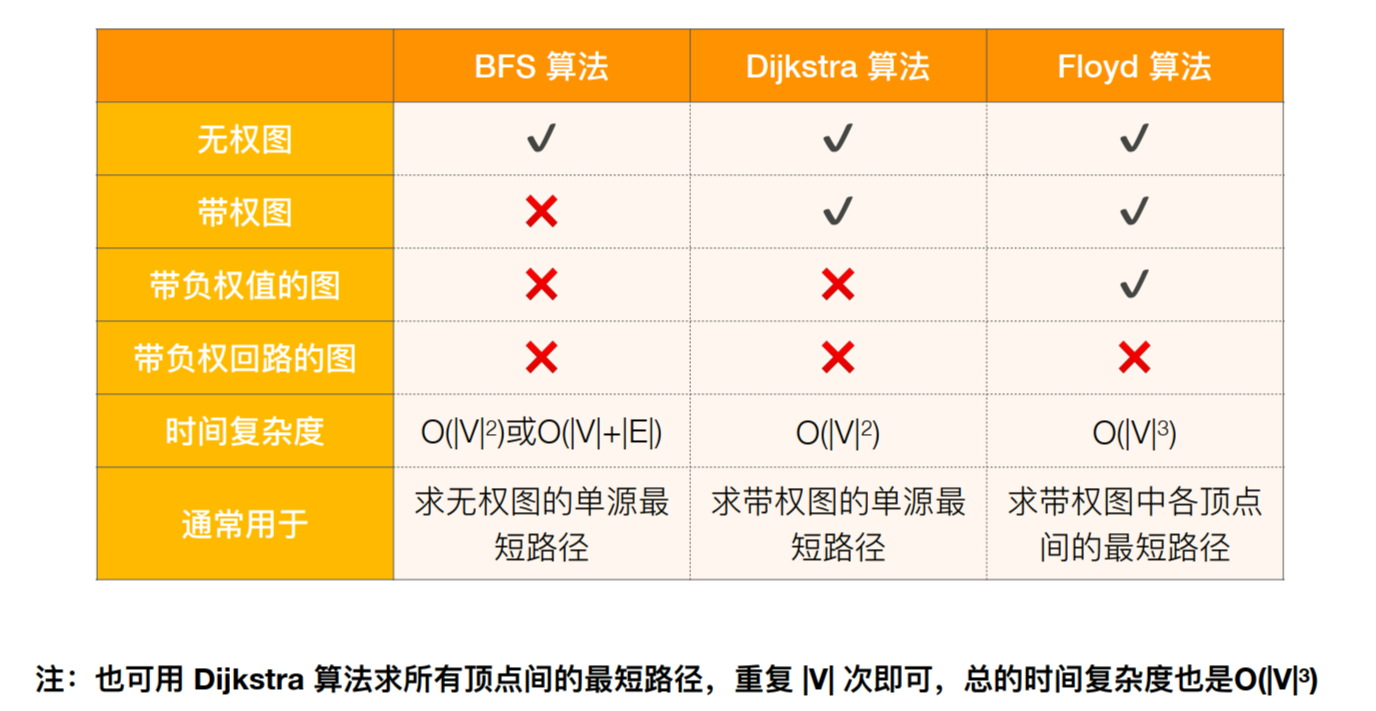 BFS 算法 Dijkstra 算法 Floyd 算法
无权图 ✔ ✔ ✔
带权图 ❌ ✔ ✔
带负权值的图 ❌ ❌ ✔
带负权回路的图 ❌ ❌ ❌
时间复杂度 O(|V|²)或O(|V|+|E|) O(|V|²) O(|V|³)
通常用于 求无权图的单源最短路径 求带权图的单源最短路径 求带权图中各顶点间的最短路径
注：也可用 Dijkstra 算法求所有顶点间的最短路径，重复 |V| 次即可，总的时间复杂度也是O(|V|³)